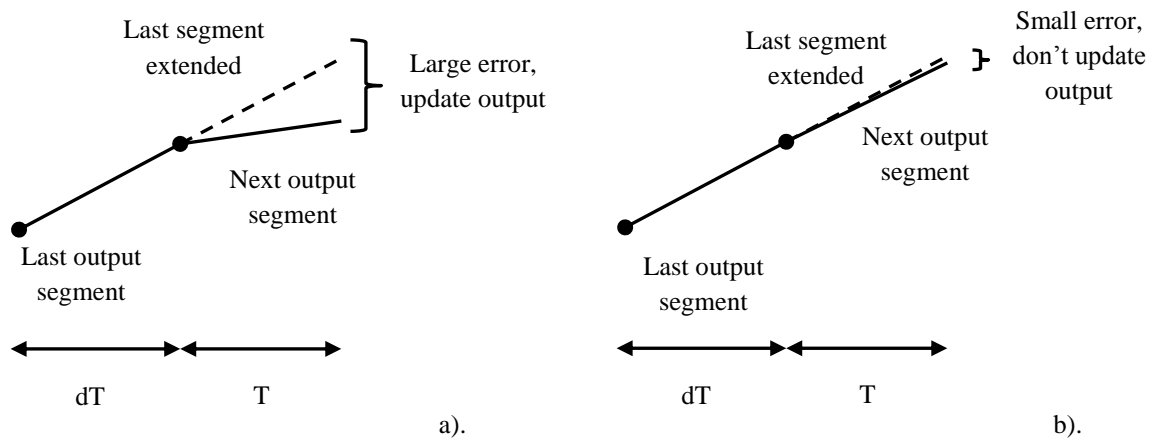 Last segment
extended
Large error,
update output
Next output
segment
Last output
segment
dT
T
a).
Small error,
don’t update
output
Last segment
extended
Next output
segment
Last output
segment
dT
T
b).